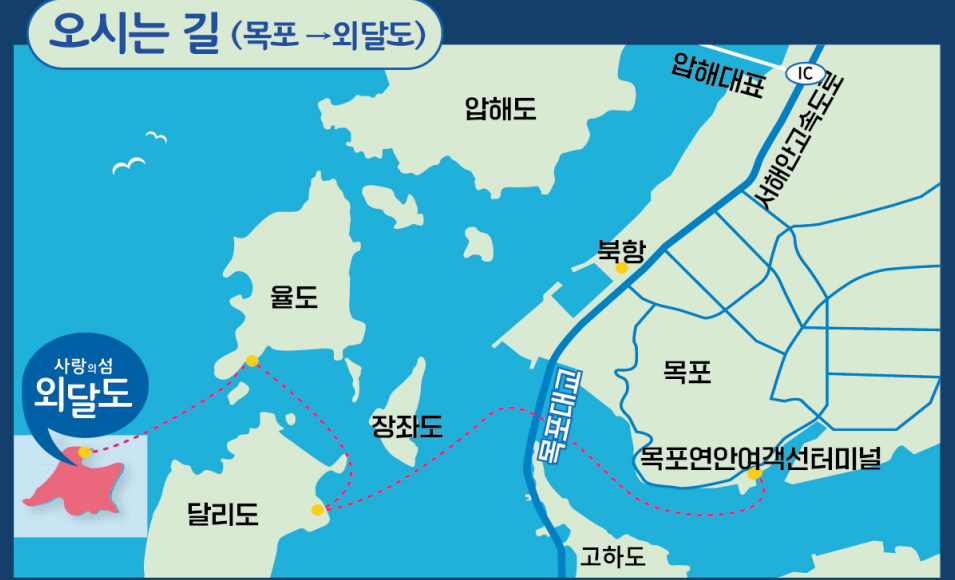 오시는 길 (목포 →외달도)
압해대표
IC
서해안고속도로
압해도
북항
율도
사랑의섬
외달도
목포
목포대교
장좌도
목포연안여객선터미널
달리도
고하도